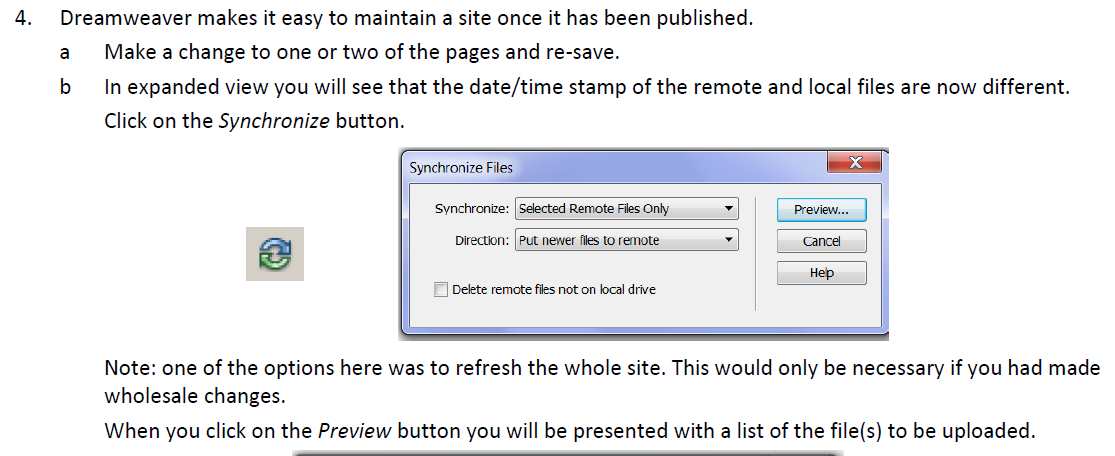 4. Dreamweaver makes it easy to maintain a site once it has been published.
a Make a change to one or two of the pages and re-save.
b In expanded view you will see that the date/time stamp of the remote and local files are now different.
Click on the Synchronize button.
Synchronize Files
X
Synchronize: Selected Remote Files Only
Preview...
Direction: Put newer files to remote
Cancel
Help
Delete remote files not on local drive
Note: one of the options here was to refresh the whole site. This would only be necessary if you had made
wholesale changes.
When you click on the Preview button you will be presented with a list of the file(s) to be uploaded.